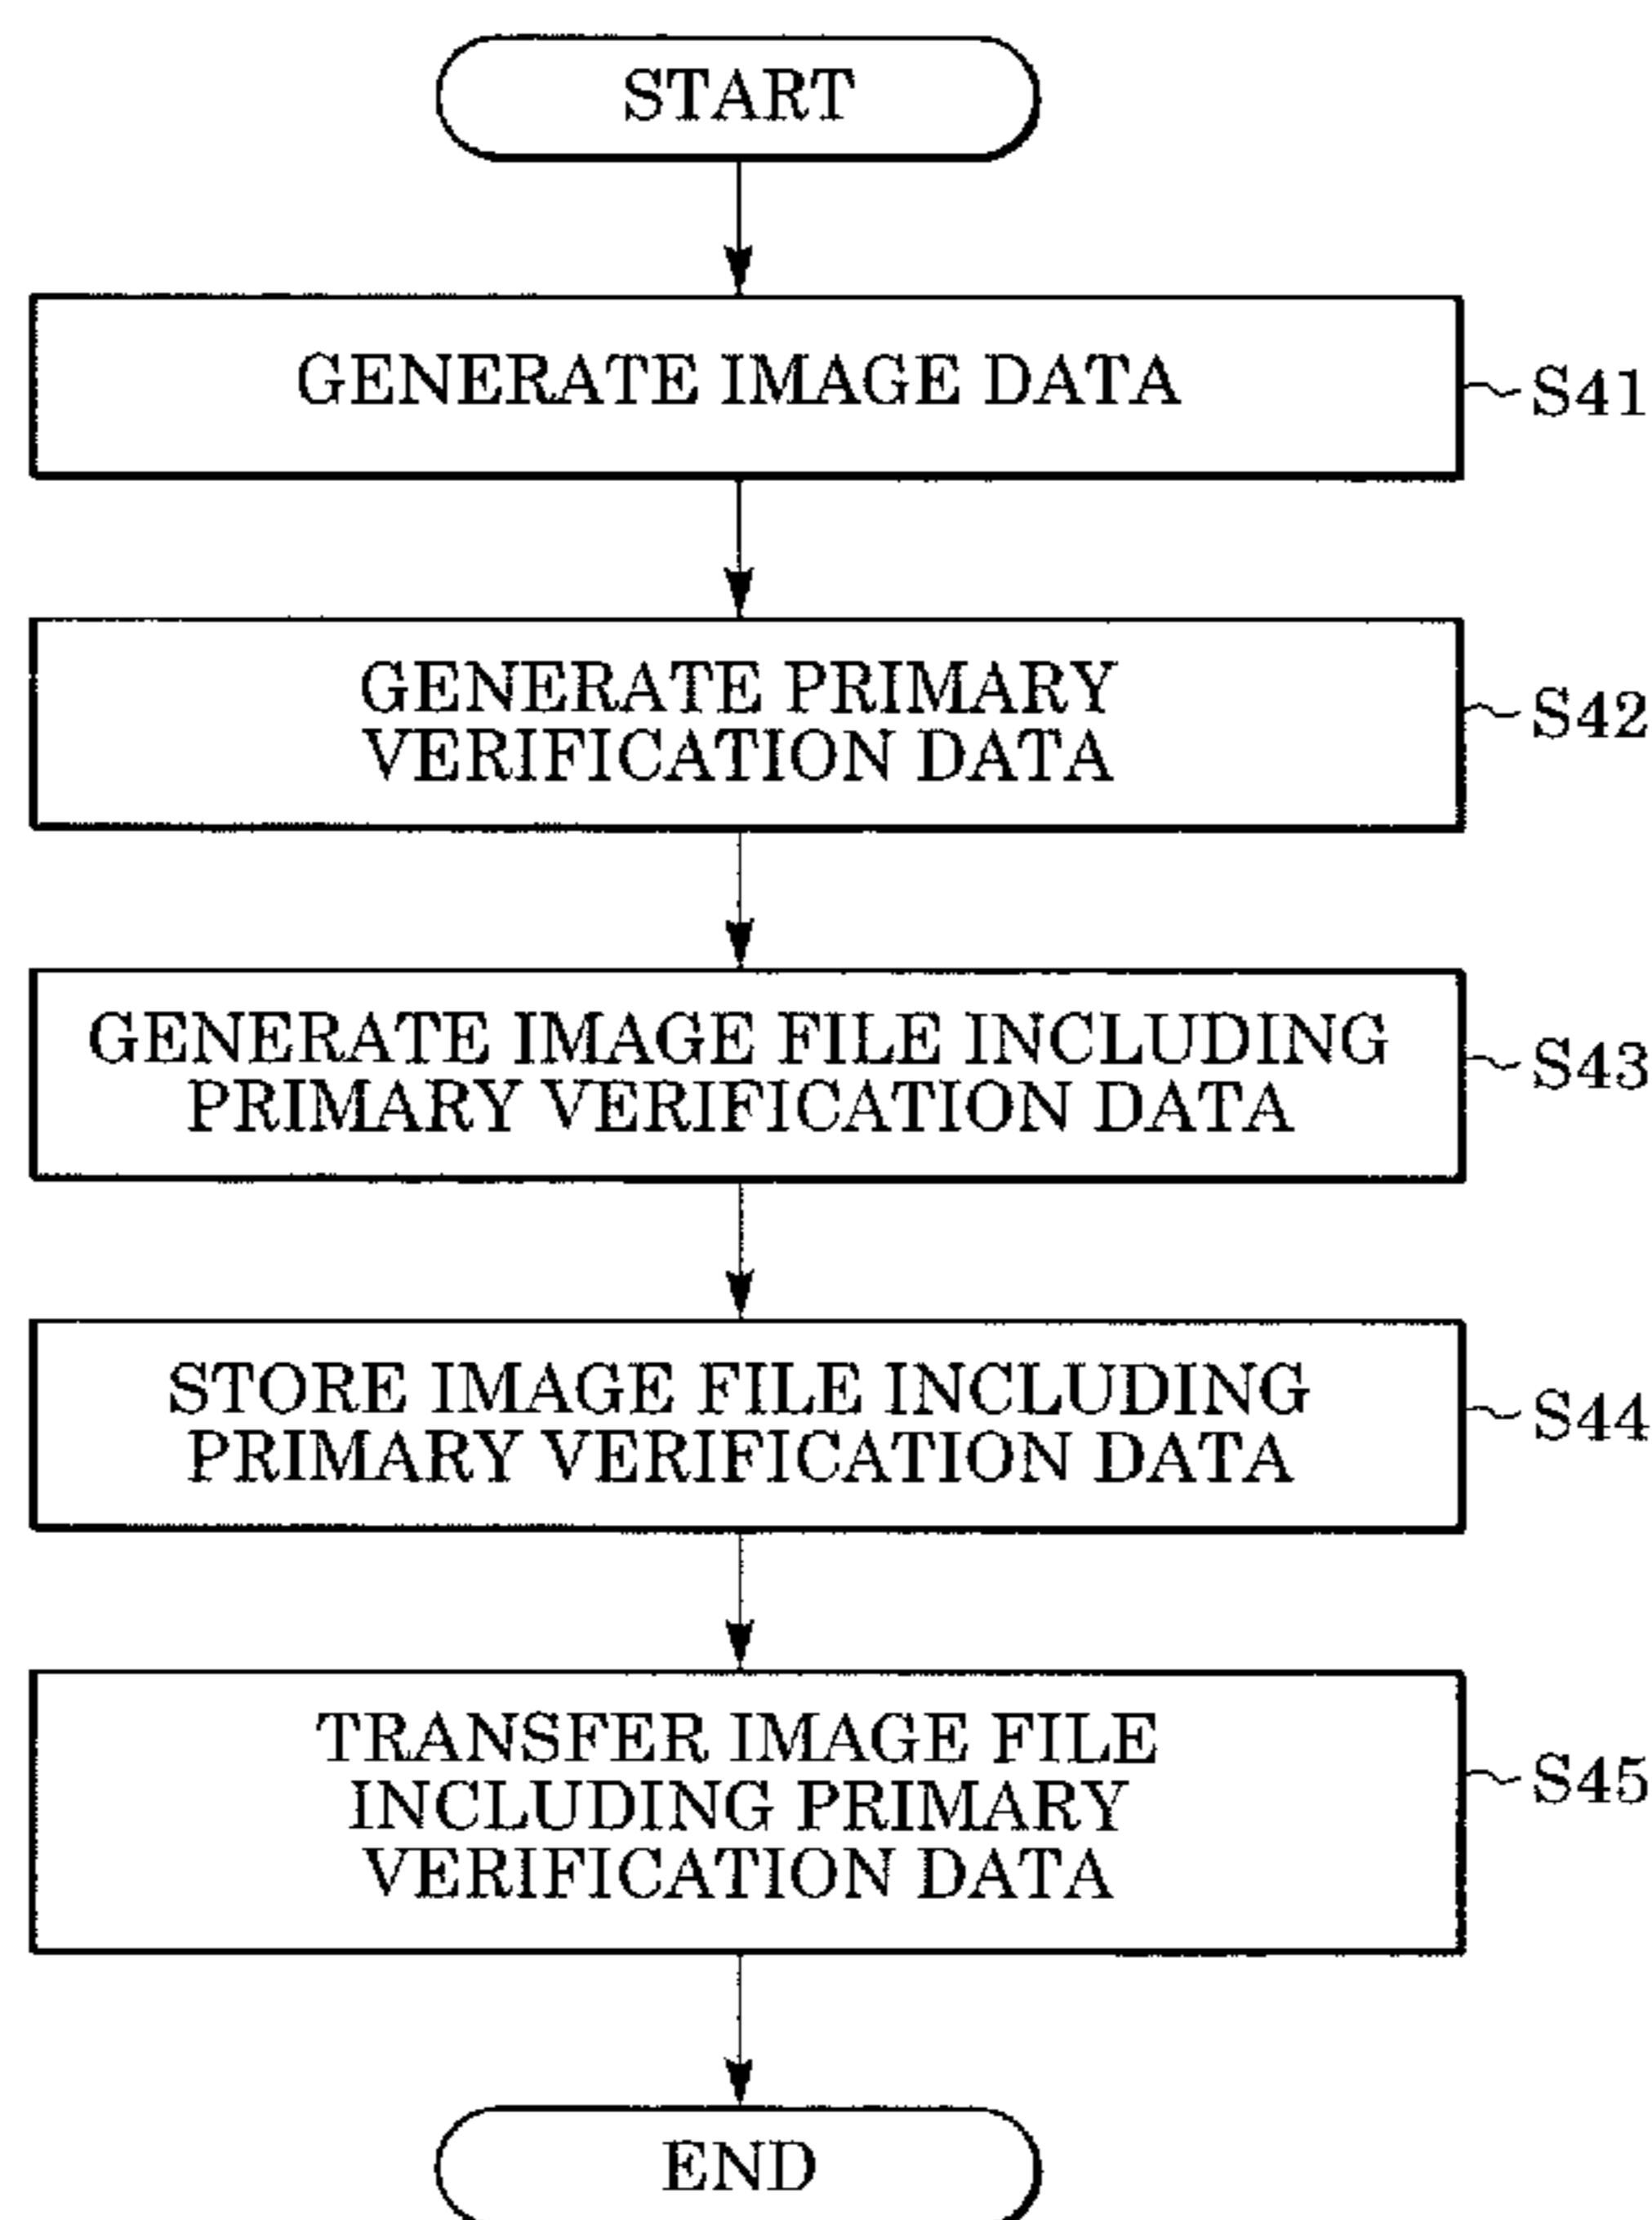 START
GENERATE IMAGE DATA
S41
GENERATE PRIMARY
VERIFICATION DATA
S42
GENERATE IMAGE FILE INCLUDING
PRIMARY VERIFICATION DATA
S43
STORE IMAGE FILE INCLUDING
PRIMARY VERIFICATION DATA
S44
TRANSFER IMAGE FILE
INCLUDING PRIMARY
VERIFICATION DATA
S45
END